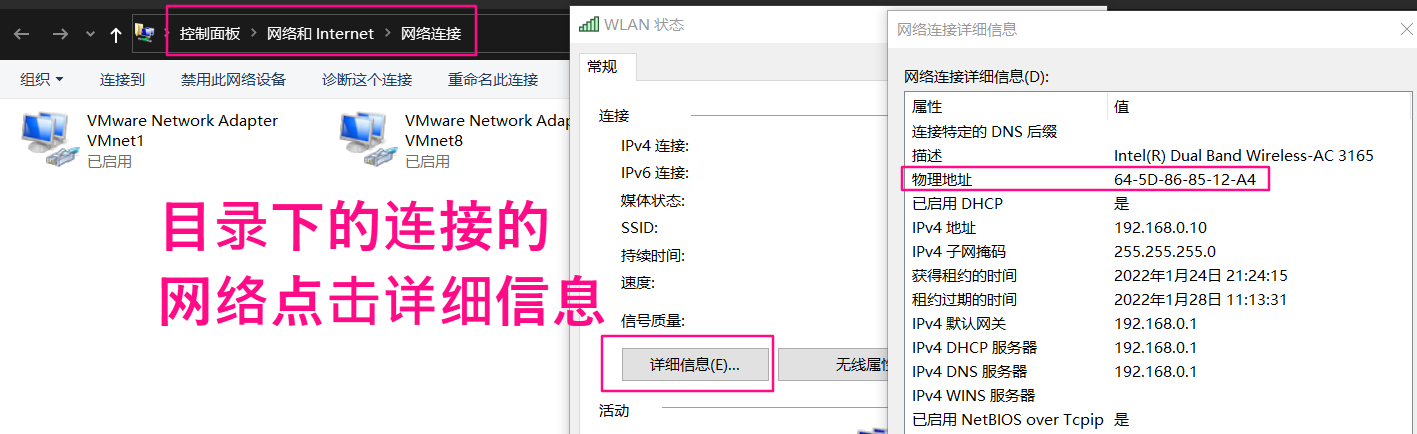 控制面板 > 网络和 Internet > 网络连接
组织 连接到 禁用此网络设备 诊断这个连接 重命名此连接
VMware Network Adapter
VMnet1
已启用
VMware Network Adap
VMnet8
已启用
目录下的连接的
网络点击详细信息
WLAN 状态
常规
连接
IPv4 连接:
IPv6 连接:
媒体状态:
SSID:
持续时间:
速度:
信号质量:
详细信息(E)... 无线属性
活动
网络连接详细信息
网络连接详细信息(D):
属性 值
连接特定的 DNS 后缀
描述 Intel(R) Dual Band Wireless-AC 3165
物理地址 64-5D-86-85-12-A4
已启用 DHCP 是
IPv4 地址 192.168.0.10
IPv4 子网掩码 255.255.255.0
获得租约的时间 2022年1月24日 21:24:15
租约过期的时间 2022年1月28日 11:13:31
IPv4 默认网关 192.168.0.1
IPv4 DHCP 服务器 192.168.0.1
IPv4 DNS 服务器 192.168.0.1
IPv4 WINS 服务器
已启用 NetBIOS over Tcpip 是